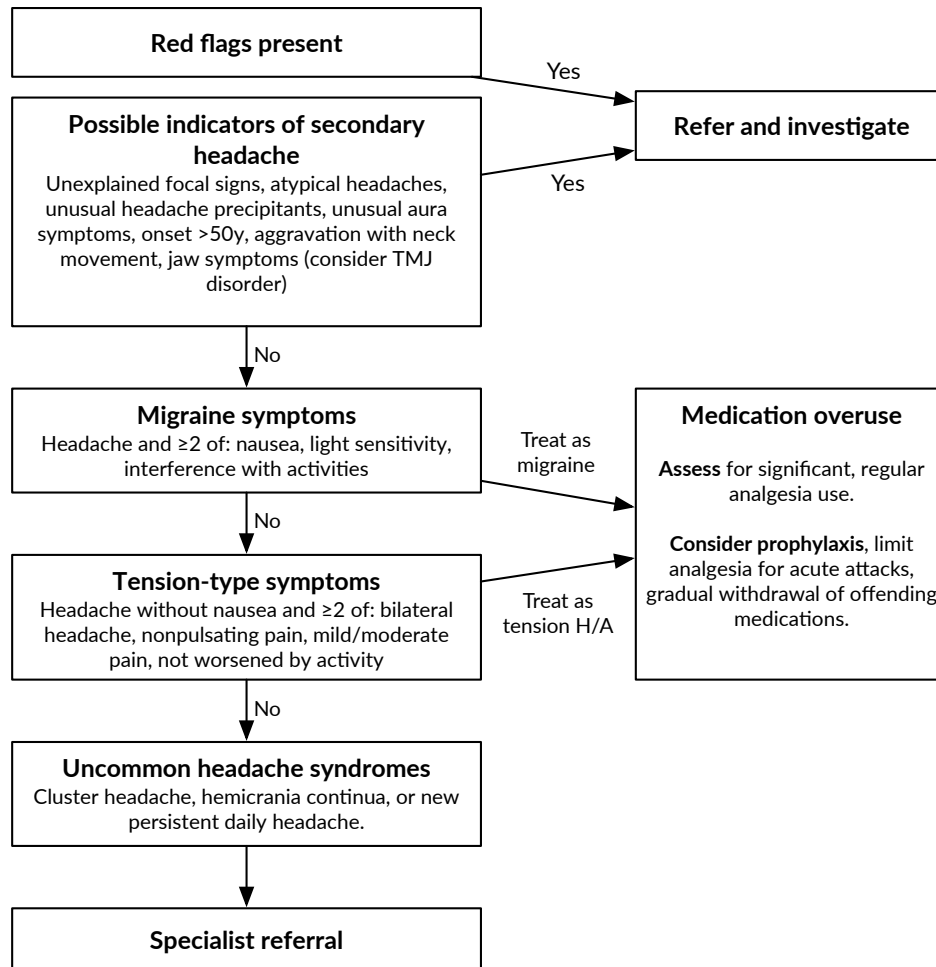 Red flags present
Yes
Refer and investigate
Possible indicators of secondary
headache
Unexplained focal signs, atypical headaches,
unusual headache precipitants, unusual aura
symptoms, onset >50y, aggravation with neck
movement, jaw symptoms (consider TMJ
disorder)
Yes
No
Migraine symptoms
Headache and ≥2 of: nausea, light sensitivity,
interference with activities
Treat as
migraine
Medication overuse
Assess for significant, regular
analgesia use.
Consider prophylaxis, limit
analgesia for acute attacks,
gradual withdrawal of offending
medications.
No
Tension-type symptoms
Headache without nausea and ≥2 of: bilateral
headache, nonpulsating pain, mild/moderate
pain, not worsened by activity
Treat as
tension H/A
No
Uncommon headache syndromes
Cluster headache, hemicrania continua, or new
persistent daily headache.
Specialist referral